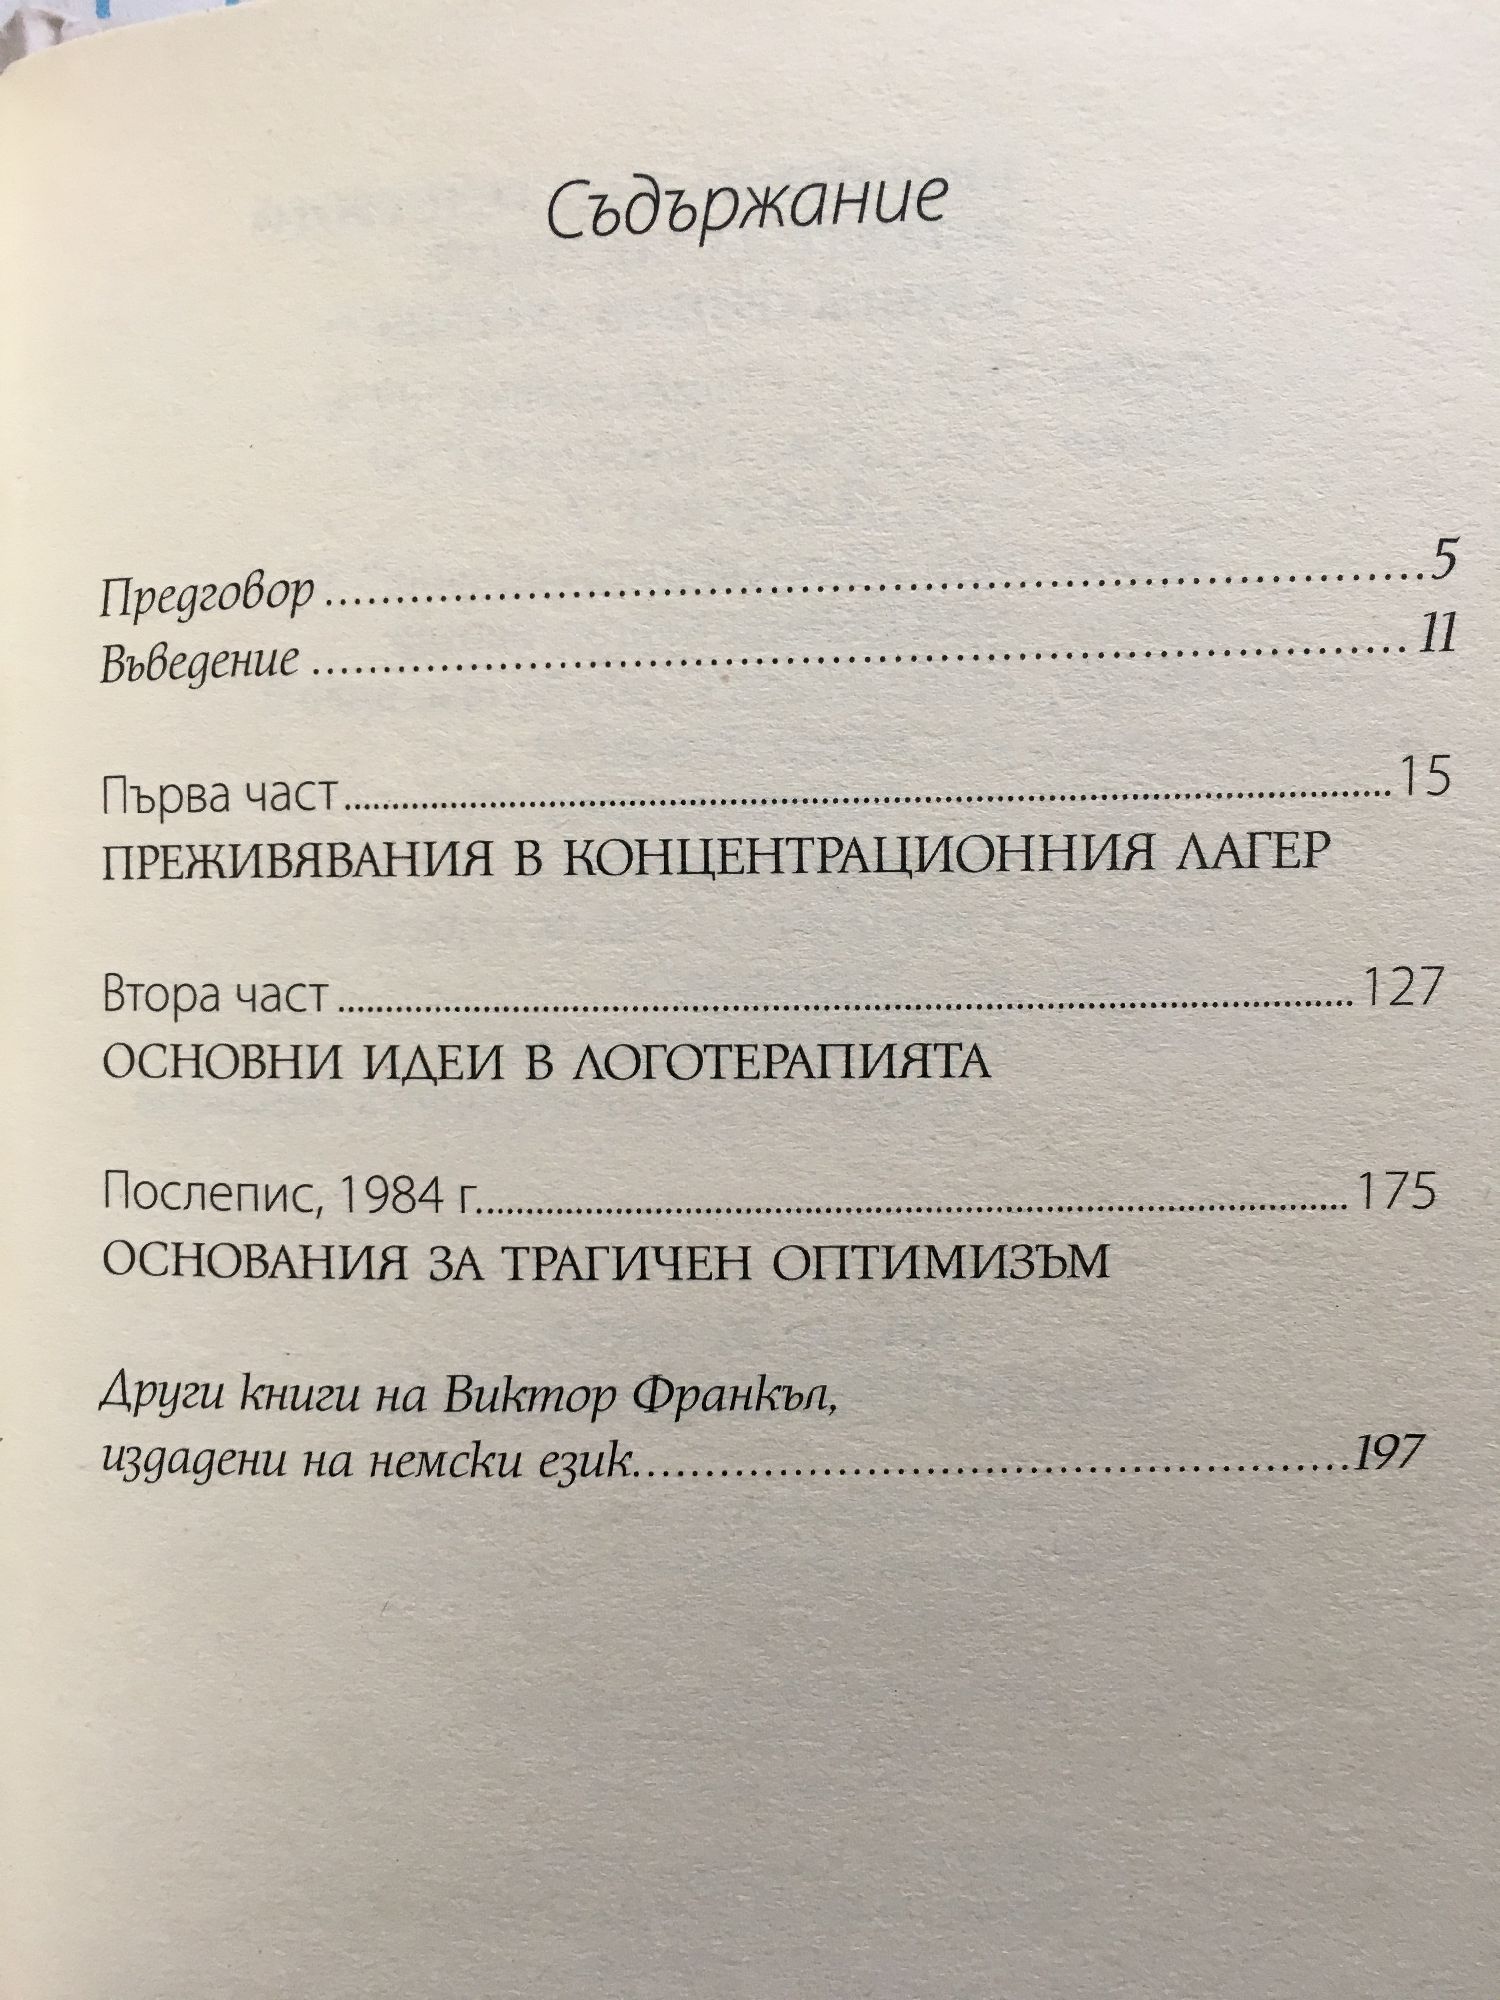 Съдържание
Предговор.....5
Въведение.....11
Първа част.....15
ПРЕЖИВЯВАНИЯ В КОНЦЕНТРАЦИОННИЯ ЛАГЕР
Втора част.....127
ОСНОВНИ ИДЕИ В ЛОГОТЕРАПИЯТА
Послепис, 1984 г.....175
ОСНОВАНИЯ ЗА ТРАГИЧЕН ОПТИМИЗЪМ
Други книги на Виктор Франкъл,
издадени на немски език.....197